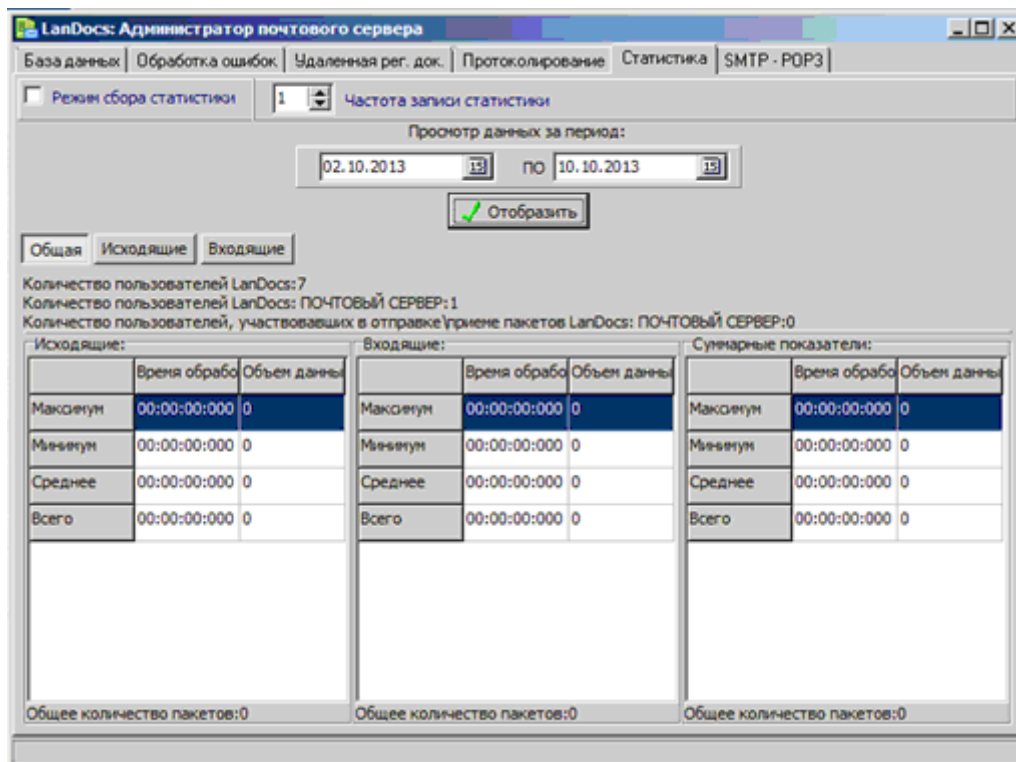 LanDocs: Администратор почтового сервера
База данных Обработка ошибок Удаленная рег. док. Протоколирование Статистика SMTP - POP3
Режим сбора статистики 1 Частота записи статистики
Просмотр данных за период:
02.10.2013 15 ПО 10.10.2013 15
Отобразить
Общая Исходящие Входящие
Количество пользователей LanDocs:7
Количество пользователей LanDocs: ПОЧТОВЫЙ СЕРВЕР:1
Количество пользователей, участвовавших в отправке\приеме пакетов LanDocs: ПОЧТОВЫЙ СЕРВЕР:0
Исходящие: Входящие: Суммарные показатели:
Время обрабо Объем данны Время обрабо Объем данны Время обрабо Объем данны
Максимум 00:00:00:000 0 Максимум 00:00:00:000 0 Максимум 00:00:00:000 0
Минимум 00:00:00:000 0 Минимум 00:00:00:000 0 Минимум 00:00:00:000 0
Среднее 00:00:00:000 0 Среднее 00:00:00:000 0 Среднее 00:00:00:000 0
Всего 00:00:00:000 0 Всего 00:00:00:000 0 Всего 00:00:00:000 0
Общее количество пакетов:0 Общее количество пакетов:0 Общее количество пакетов:0